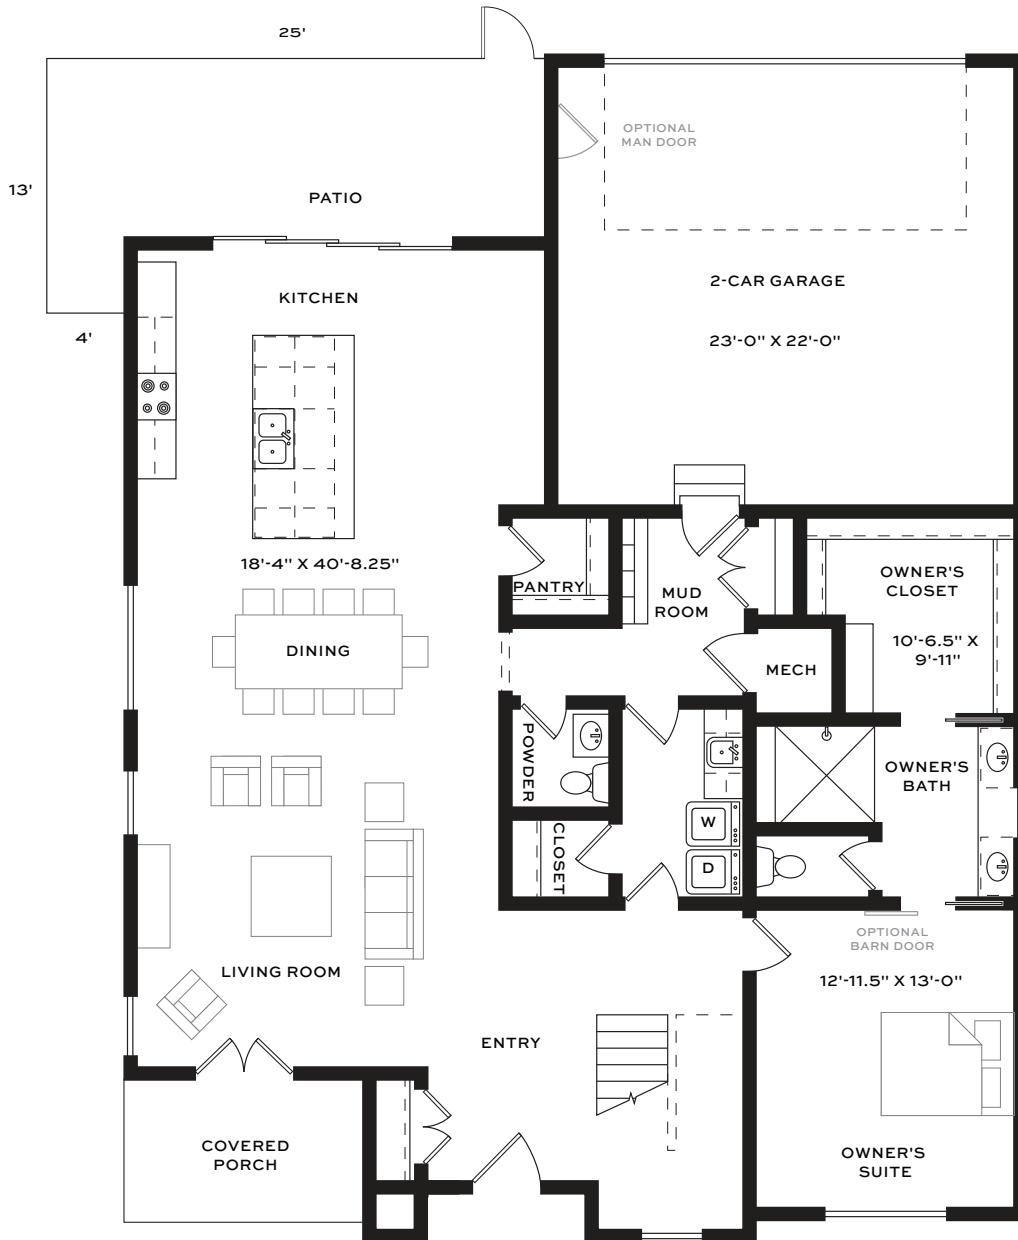 25'
OPTIONAL
MAN DOOR
13'
PATIO
2-CAR GARAGE
KITCHEN
4'
23'-0" X 22'-0"
18'-4" X 40'-8.25"
PANTRY
MUD
ROOM
OWNER'S
CLOSET
10'-6.5" X
9'-11"
DINING
MECH
POWDER
OWNER'S
BATH
W
CLOSET
D
OPTIONAL
BARN DOOR
LIVING ROOM
12'-11.5" X 13'-0"
ENTRY
COVERED
PORCH
OWNER'S
SUITE